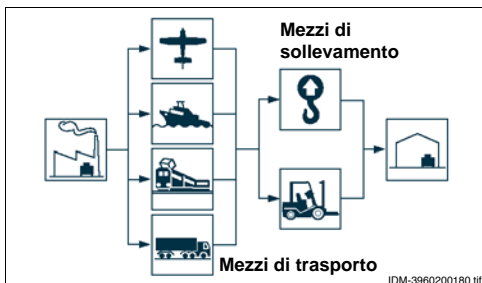 Mezzi di
sollevamento
Mezzi di trasporto
IDM-3960200180.tif